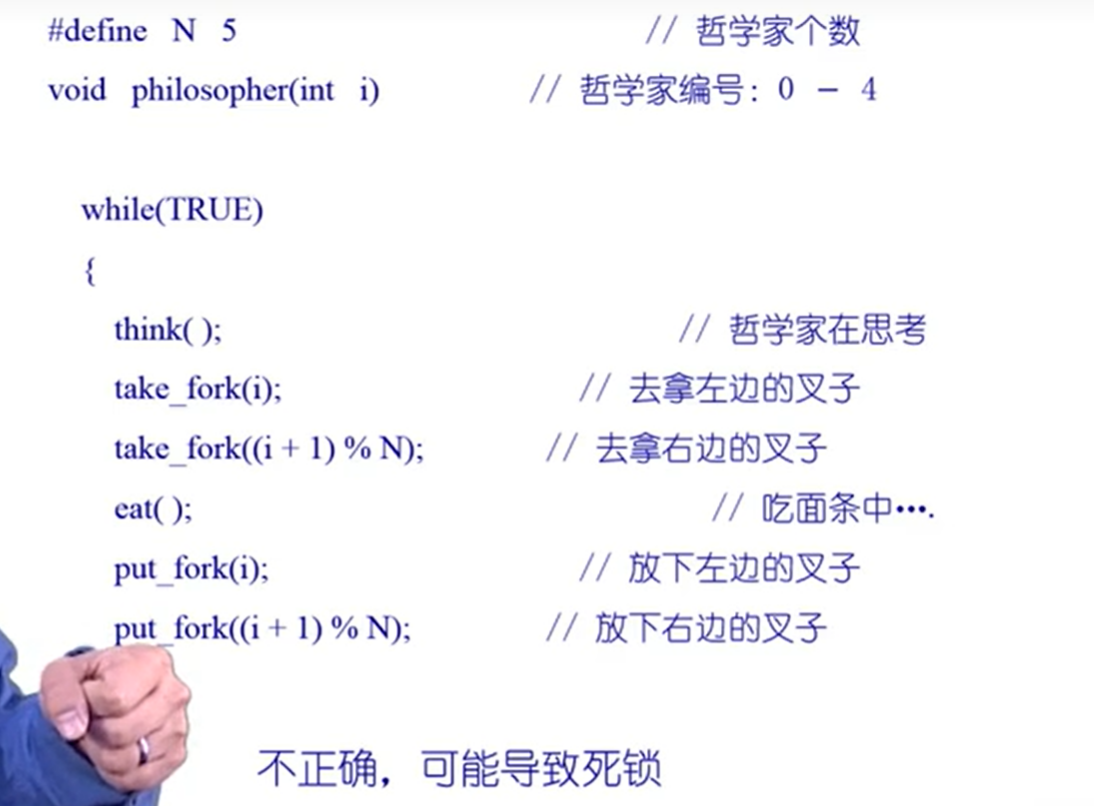 #define N 5 // 哲学家个数
void philosopher(int i) // 哲学家编号：0 － 4
while(TRUE)
{
think( ); // 哲学家在思考
take_fork(i); // 去拿左边的叉子
take_fork((i + 1) % N); // 去拿右边的叉子
eat( ); // 吃面条中….
put_fork(i); // 放下左边的叉子
put_fork((i + 1) % N); // 放下右边的叉子
不正确，可能导致死锁